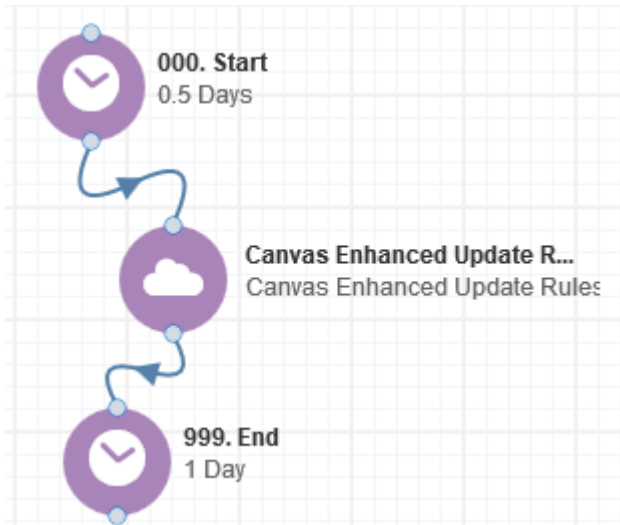 000. Start
0.5 Days
Canvas Enhanced Update R...
Canvas Enhanced Update Rules
999. End
1 Day